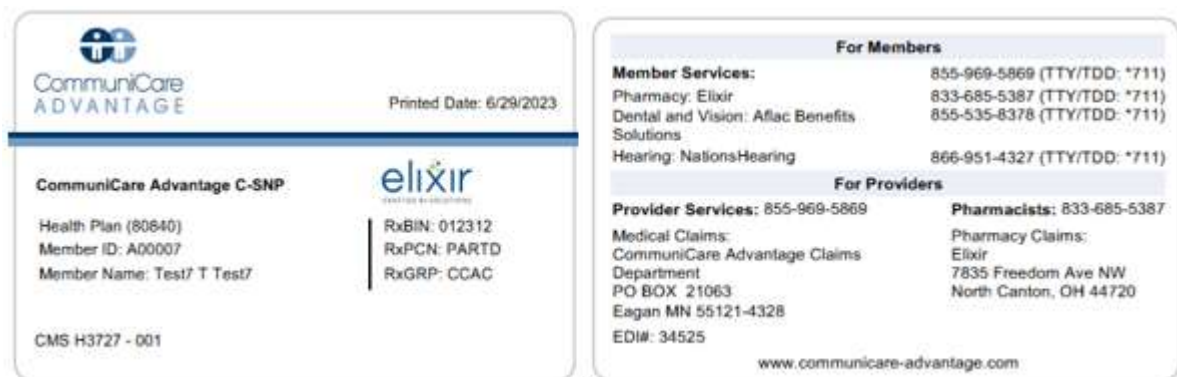 CommuniCare
ADVANTAGE
Printed Date: 6/29/2023
CommuniCare Advantage C-SNP
elixir
Health Plan (80840)
Member ID: A00007
Member Name: Test7 T Test7
RxBIN: 012312
RxPCN: PARTD
RxGRP: CCAC
CMS H3727 - 001
For Members
Member Services: 855-969-5869 (TTY/TDD: *711)
Pharmacy: Elixir 833-685-5387 (TTY/TDD: *711)
Dental and Vision: Aflac Benefits 855-535-8378 (TTY/TDD: *711)
Solutions
Hearing: NationsHearing 866-951-4327 (TTY/TDD: *711)
For Providers
Provider Services: 855-969-5869
Medical Claims:
CommuniCare Advantage Claims
Department
PO BOX 21063
Eagan MN 55121-4328
EDI#: 34525
Pharmacists: 833-685-5387
Pharmacy Claims:
Elixir
7835 Freedom Ave NW
North Canton, OH 44720
www.communicare-advantage.com